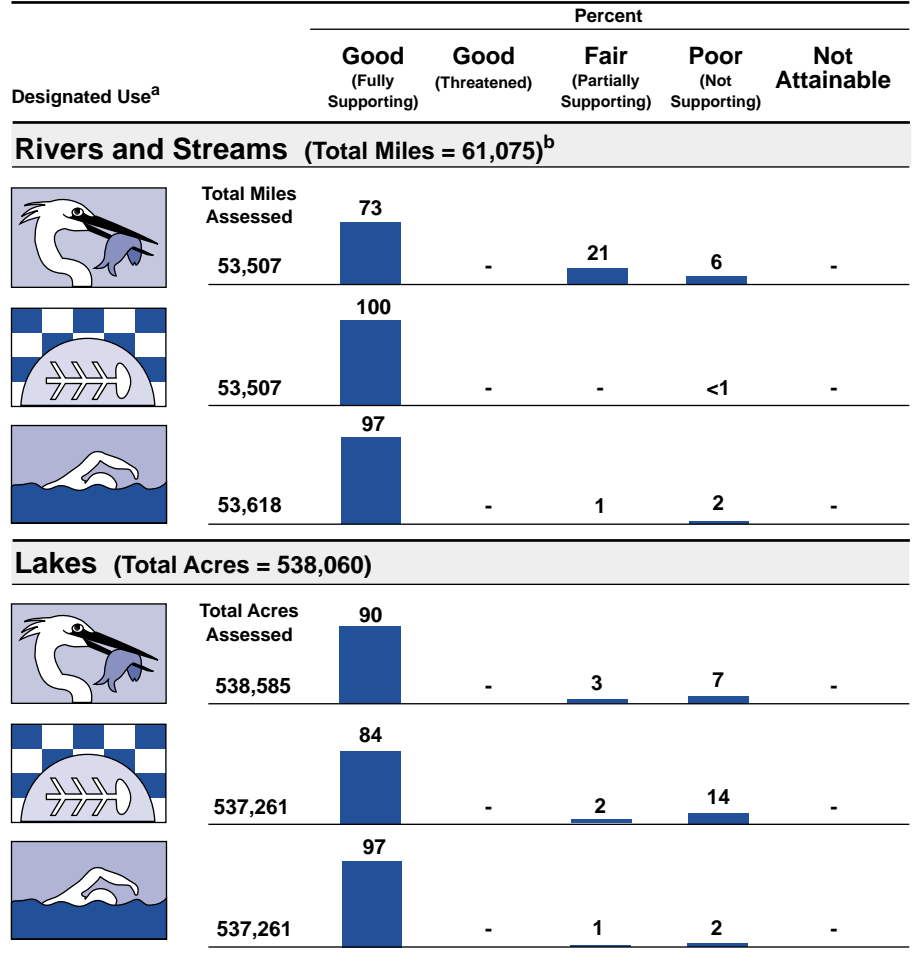 Percent
Designated Useᵃ
Good
(Fully
Supporting)
Good
(Threatened)
Fair
(Partially
Supporting)
Poor
(Not
Supporting)
Not
Attainable
Rivers and Streams (Total Miles = 61,075)ᵇ
Total Miles
Assessed
73
53,507 - 21 6 -
100
53,507 - - <1 -
97
53,618 - 1 2 -
Lakes (Total Acres = 538,060)
Total Acres
Assessed
90
538,585 - 3 7 -
84
537,261 - 2 14 -
97
537,261 - 1 2 -